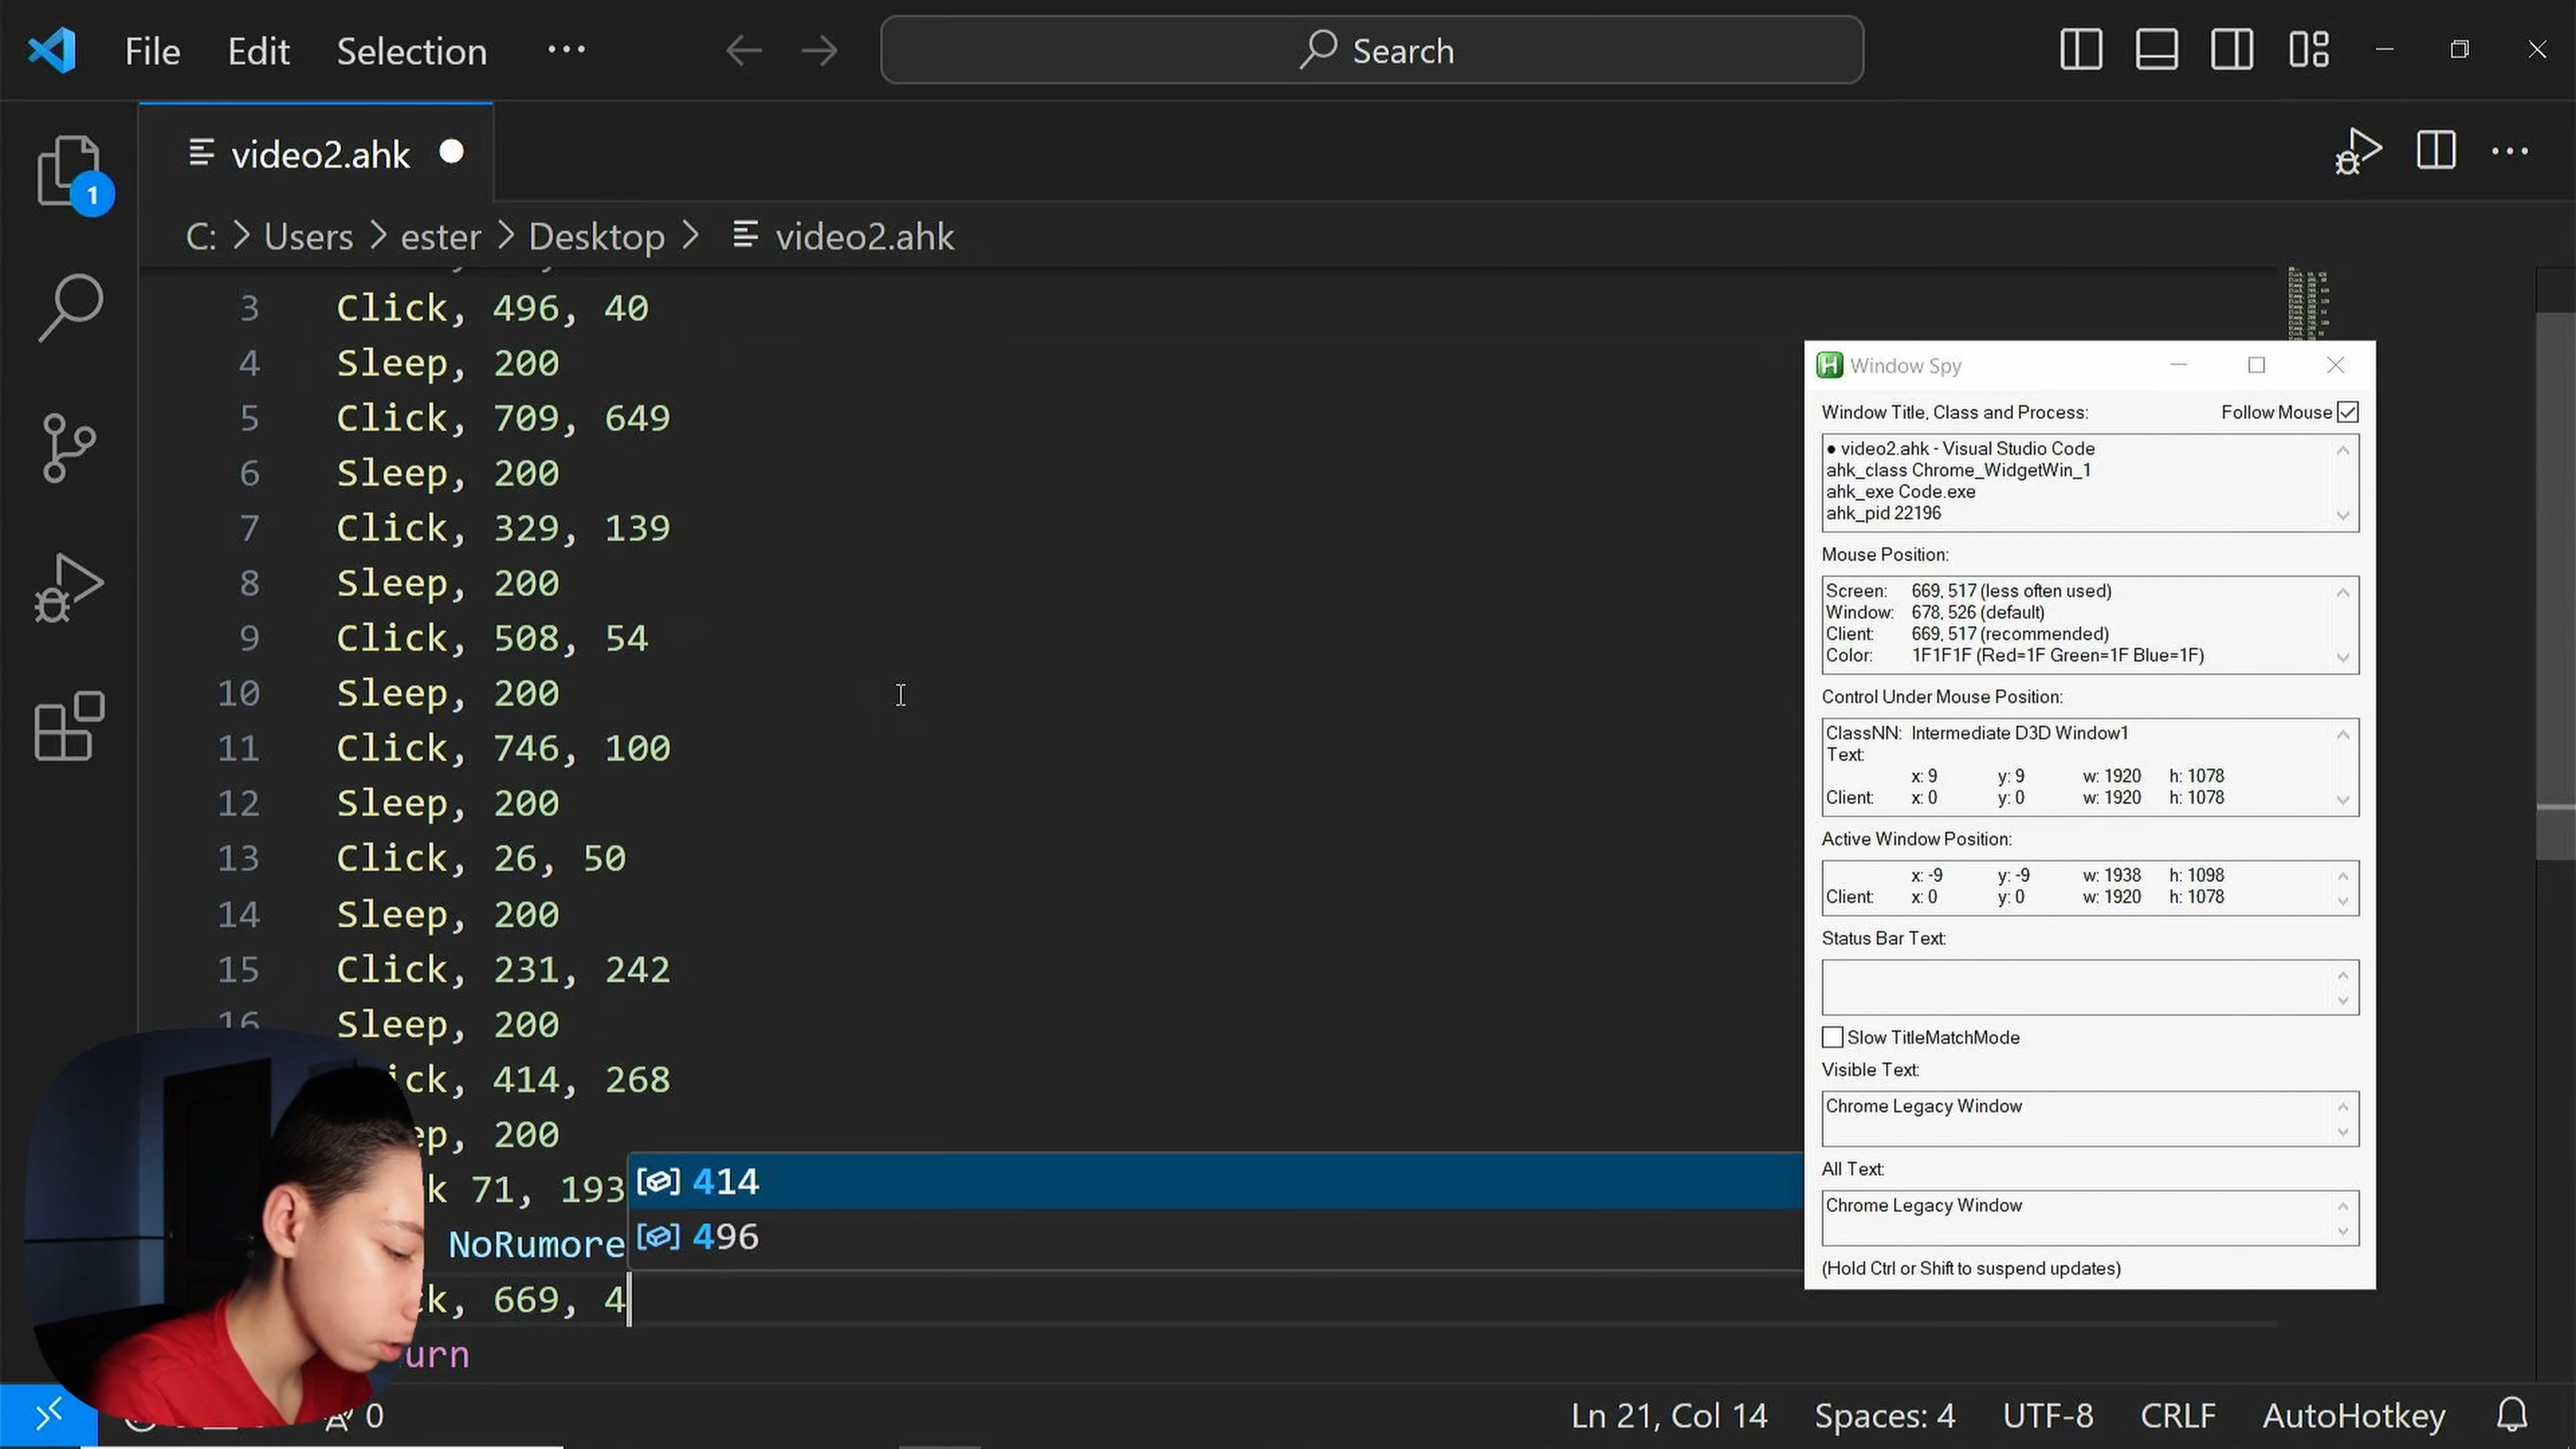 File Edit Selection ... Search
video2.ahk
1
C: > Users > ester > Desktop > video2.ahk
3 Click, 496, 40
4 Sleep, 200
5 Click, 709, 649
6 Sleep, 200
7 Click, 329, 139
8 Sleep, 200
9 Click, 508, 54
10 Sleep, 200
11 Click, 746, 100
12 Sleep, 200
13 Click, 26, 50
14 Sleep, 200
15 Click, 231, 242
16 Sleep, 200
ick, 414, 268
ep, 200
k 71, 193
NoRumore
ck, 669, 4
urn
414
496
Window Spy
Window Title, Class and Process: Follow Mouse
● video2.ahk - Visual Studio Code
ahk_class Chrome_WidgetWin_1
ahk_exe Code.exe
ahk_pid 22196
Mouse Position:
Screen: 669, 517 (less often used)
Window: 678, 526 (default)
Client: 669, 517 (recommended)
Color: 1F1F1F (Red=1F Green=1F Blue=1F)
Control Under Mouse Position:
ClassNN: Intermediate D3D Window1
Text:
x: 9 y: 9 w: 1920 h: 1078
Client: x: 0 y: 0 w: 1920 h: 1078
Active Window Position:
x: -9 y: -9 w: 1938 h: 1098
Client: x: 0 y: 0 w: 1920 h: 1078
Status Bar Text:
Slow TitleMatchMode
Visible Text:
Chrome Legacy Window
All Text:
Chrome Legacy Window
(Hold Ctrl or Shift to suspend updates)
0 Ln 21, Col 14 Spaces: 4 UTF-8 CRLF AutoHotkey